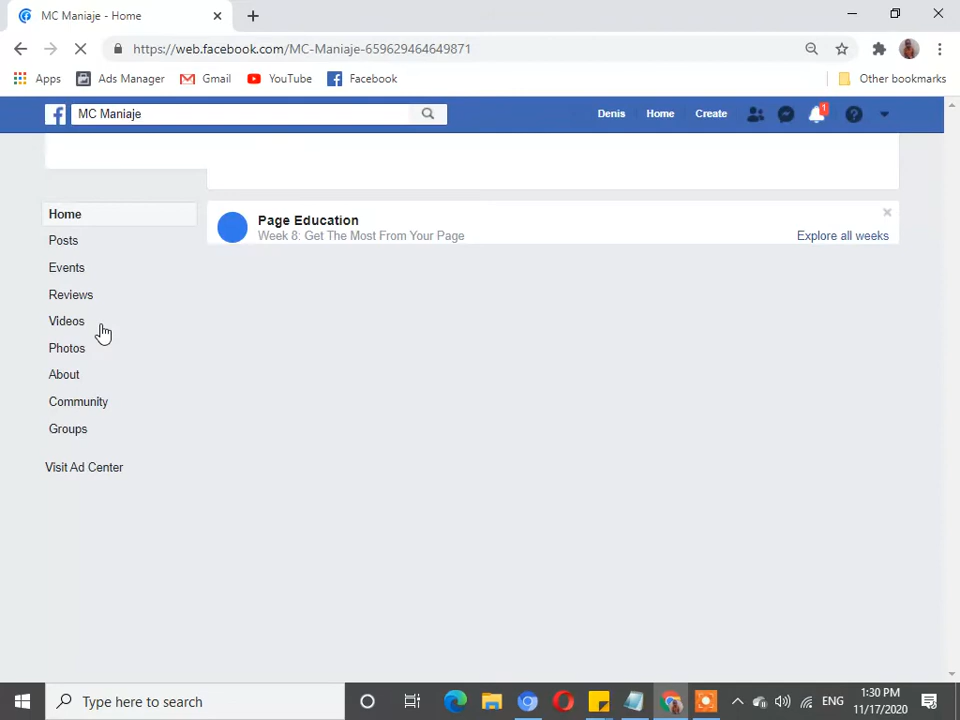 MC Maniaje - Home
https://web.facebook.com/MC-Maniaje-659629464649871
Apps Ads Manager Gmail YouTube Facebook Other bookmarks
MC Maniaje Denis Home Create 1
Home
Posts
Events
Reviews
Videos
Photos
About
Community
Groups
Visit Ad Center
Page Education
Week 8: Get The Most From Your Page Explore all weeks
Type here to search ENG 1:30 PM
11/17/2020